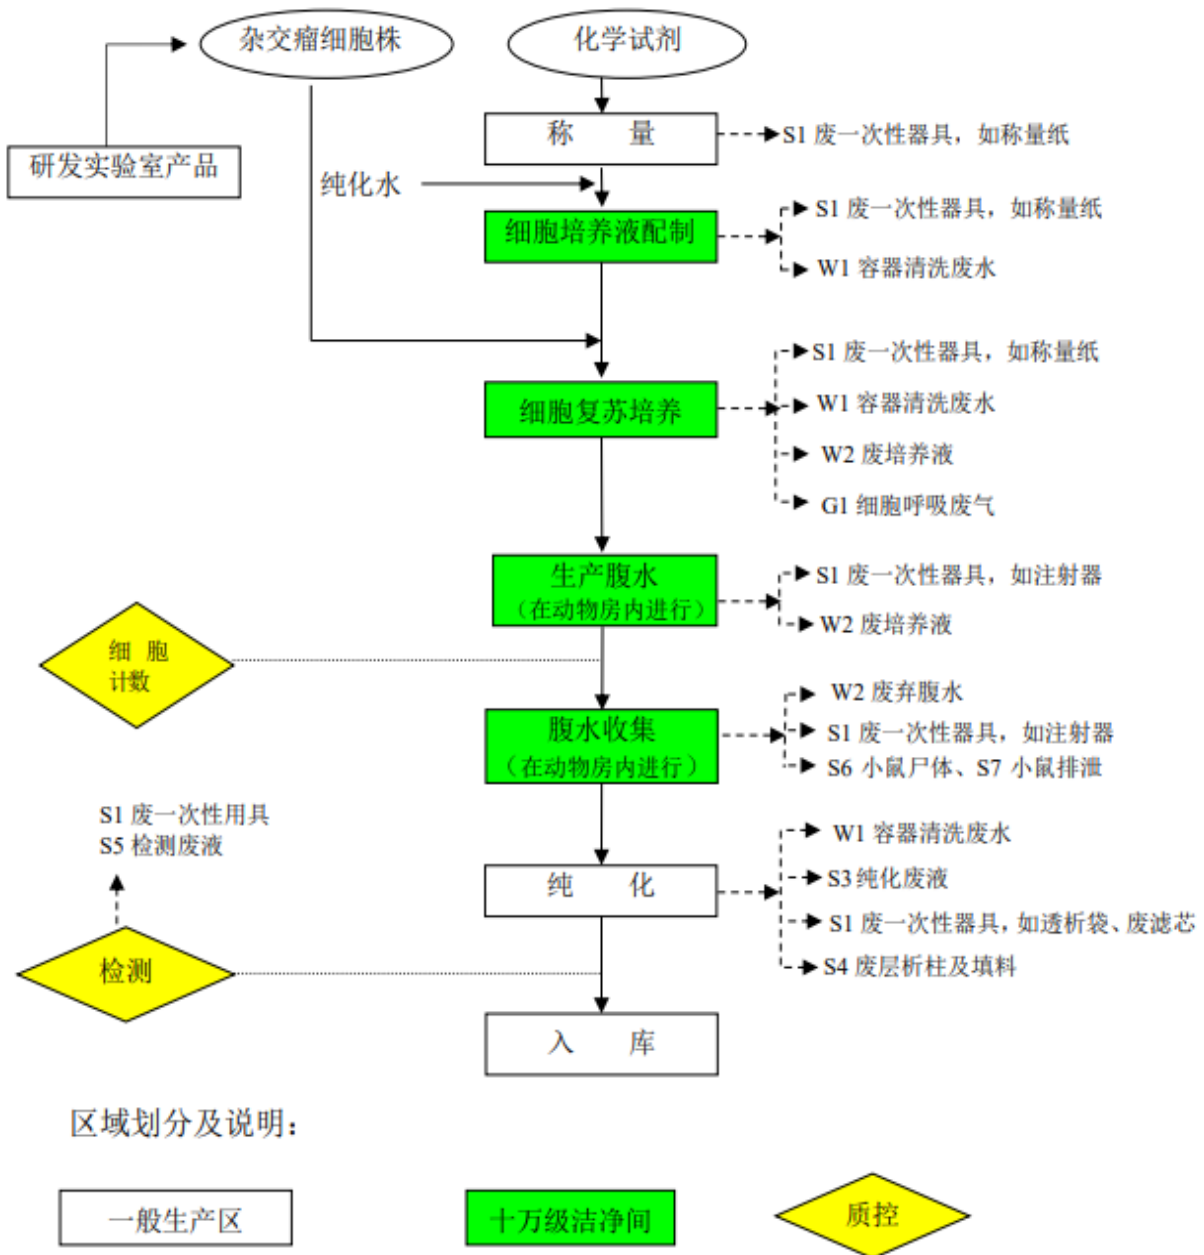 杂交瘤细胞株
化学试剂
称 量
S1 废一次性器具，如称量纸
研发实验室产品
纯化水
细胞培养液配制
S1 废一次性器具，如称量纸
W1 容器清洗废水
细胞复苏培养
S1 废一次性器具，如称量纸
W1 容器清洗废水
W2 废培养液
G1 细胞呼吸废气
生产腹水
（在动物房内进行）
S1 废一次性器具，如注射器
W2 废培养液
细 胞
计数
腹水收集
（在动物房内进行）
W2 废弃腹水
S1 废一次性器具，如注射器
S6 小鼠尸体、S7 小鼠排泄
S1 废一次性用具
S5 检测废液
纯 化
W1 容器清洗废水
S3 纯化废液
S1 废一次性器具，如透析袋、废滤芯
S4 废层析柱及填料
检测
入 库
区域划分及说明：
一般生产区
十万级洁净间
质控